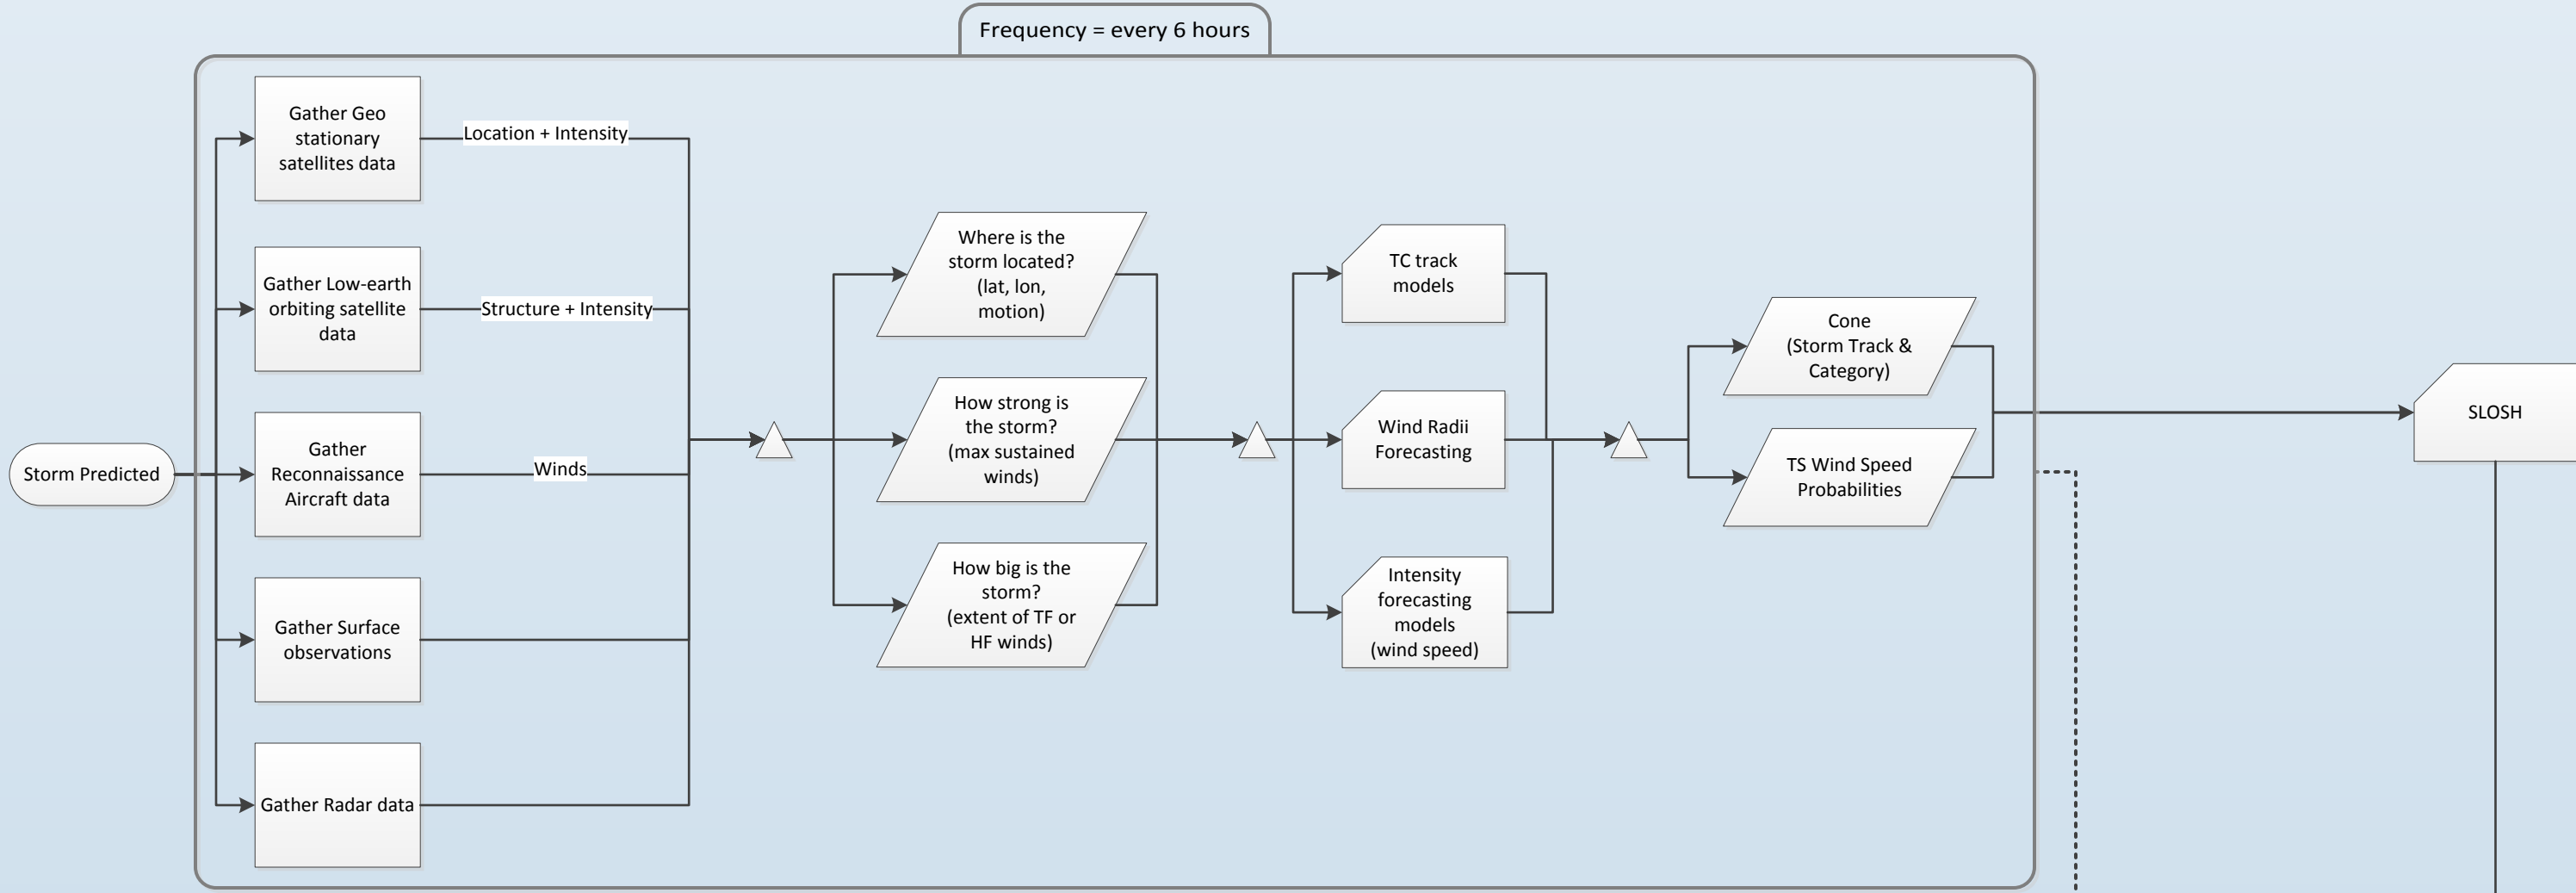 Frequency = every 6 hours
Storm Predicted
Gather Geo
stationary
satellites data
Location + Intensity
Gather Low-earth
orbiting satellite
data
Structure + Intensity
Gather
Reconnaissance
Aircraft data
Winds
Gather Surface
observations
Gather Radar data
Where is the
storm located?
(lat, lon,
motion)
How strong is
the storm?
(max sustained
winds)
How big is the
storm?
(extent of TF or
HF winds)
TC track
models
Wind Radii
Forecasting
Intensity
forecasting
models
(wind speed)
Cone
(Storm Track &
Category)
TS Wind Speed
Probabilities
SLOSH